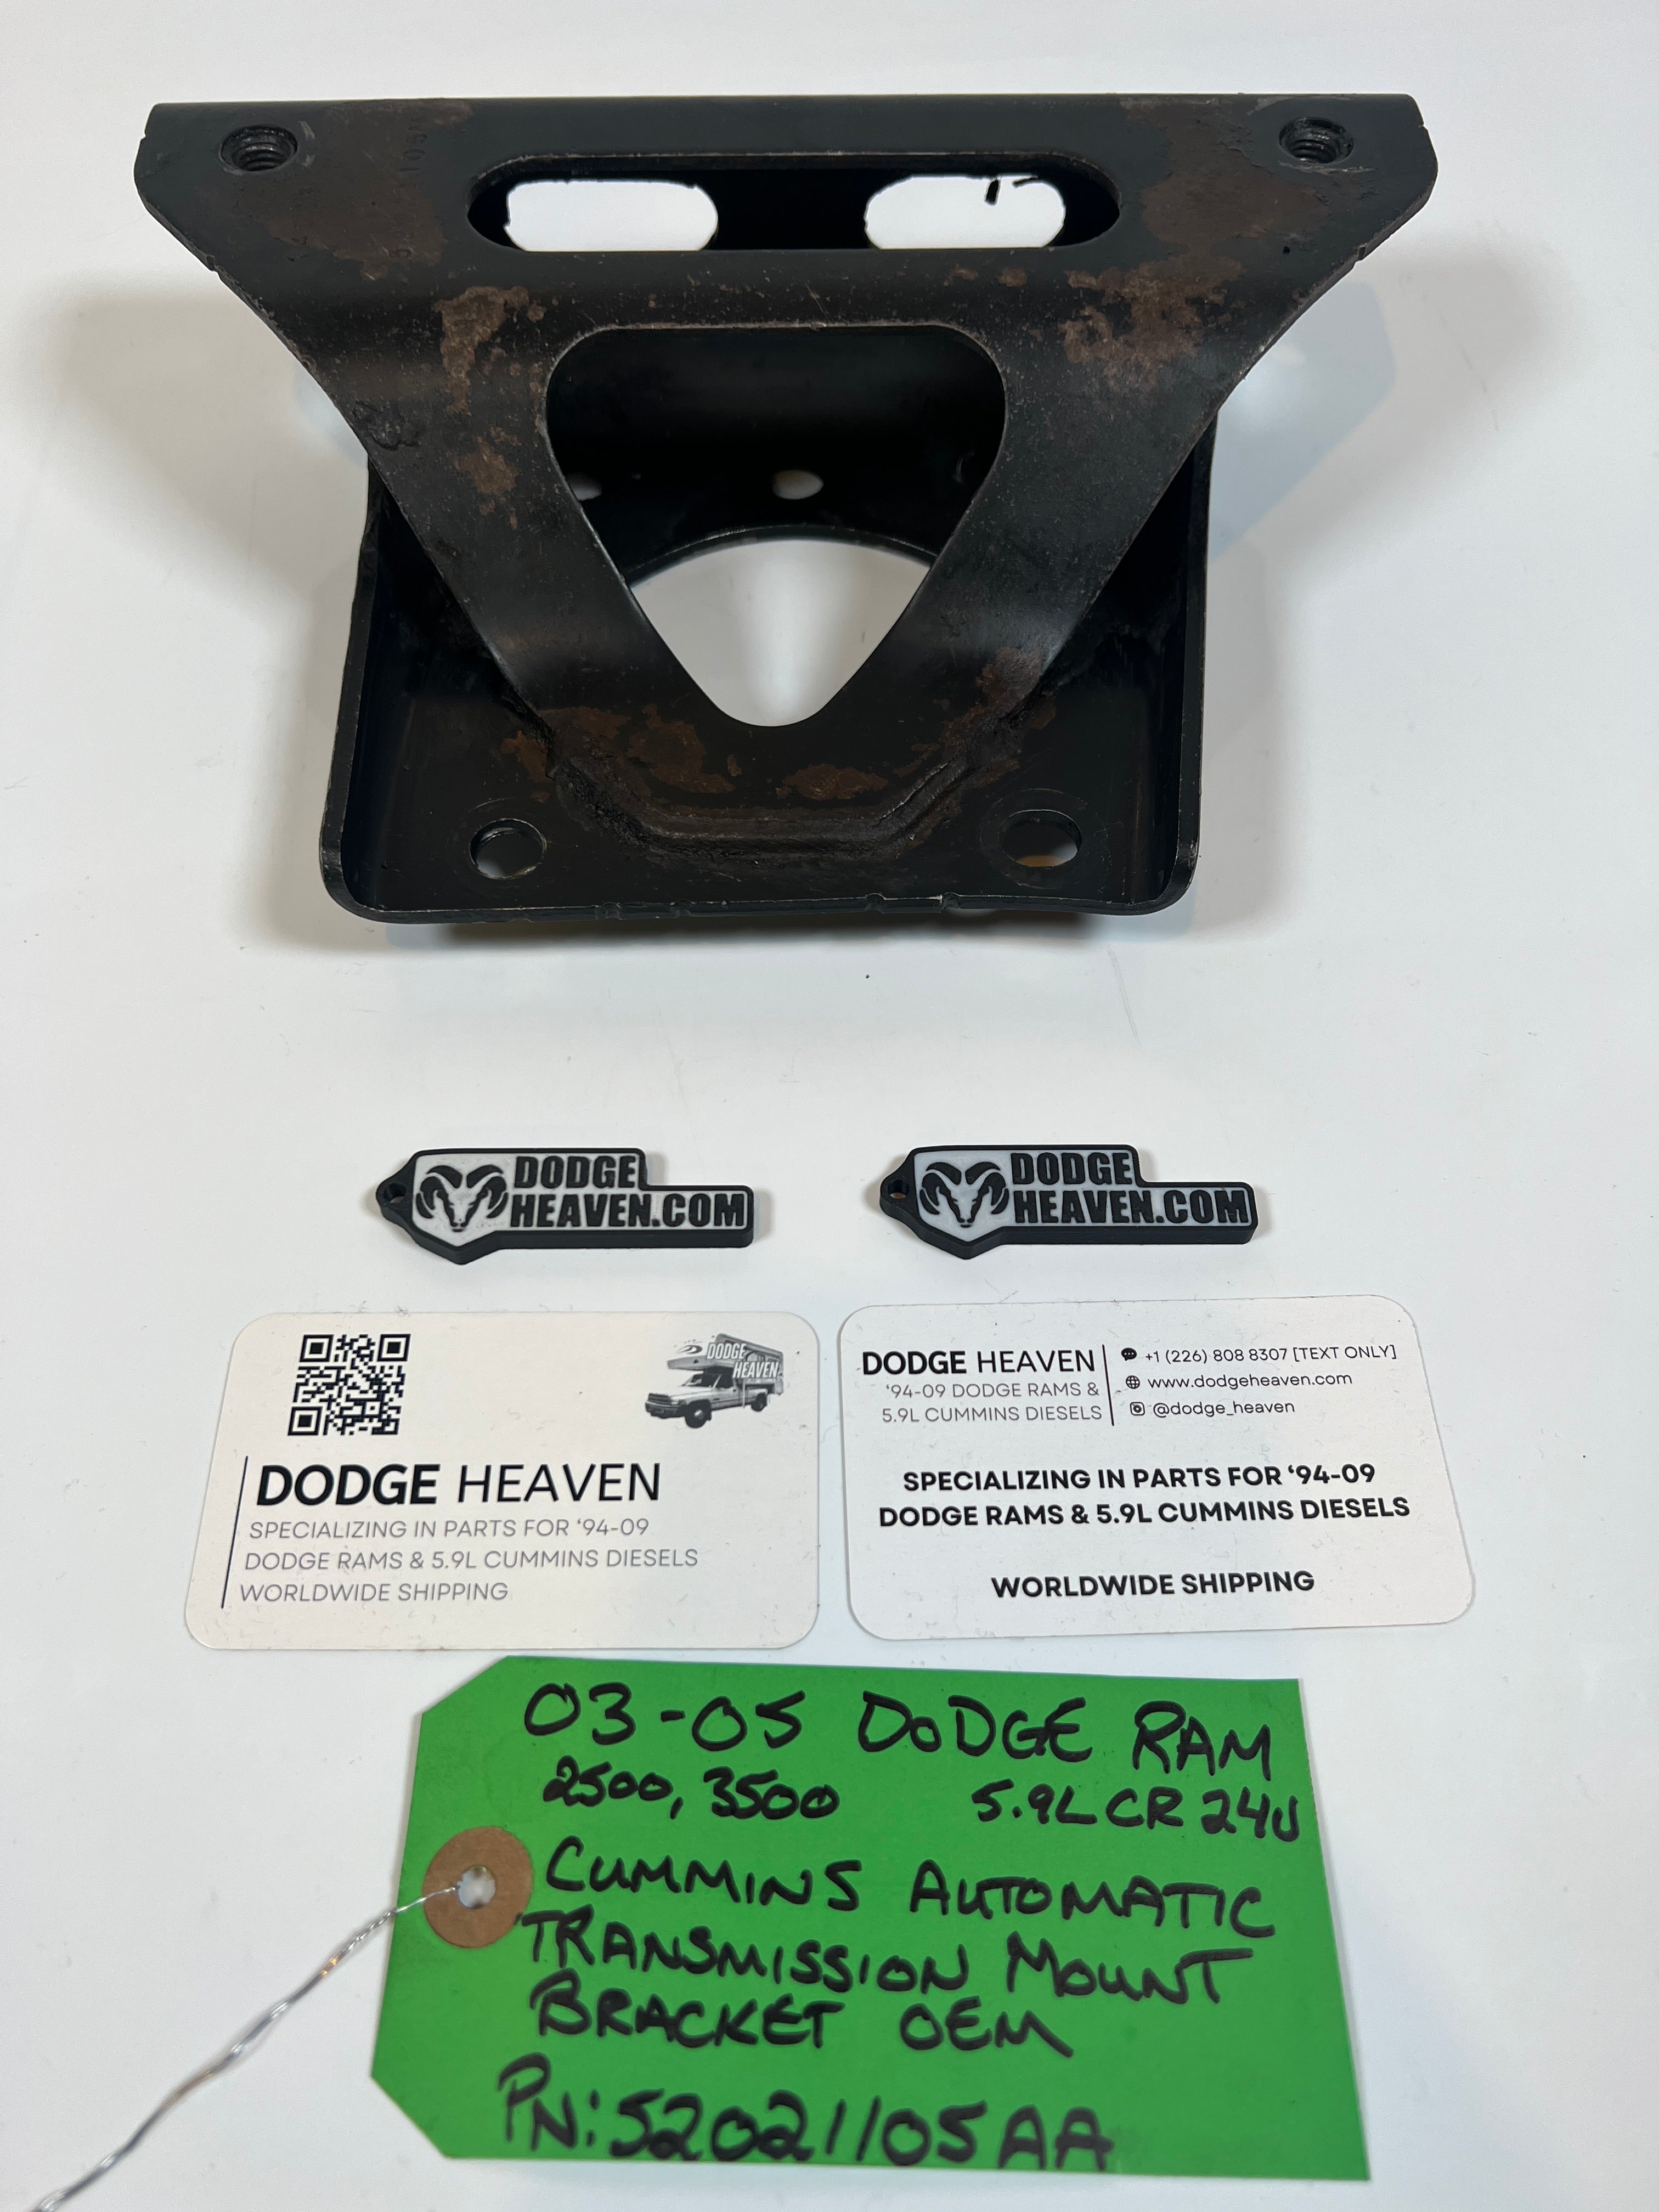 DODGE
HEAVEN.COM
DODGE
HEAVEN.COM
DODGE
HEAVEN
DODGE HEAVEN
SPECIALIZING IN PARTS FOR ‘94-09
DODGE RAMS & 5.9L CUMMINS DIESELS
WORLDWIDE SHIPPING
DODGE HEAVEN
‘94-09 DODGE RAMS &
5.9L CUMMINS DIESELS
+1 (226) 808 8307 [TEXT ONLY]
www.dodgeheaven.com
@dodge_heaven
SPECIALIZING IN PARTS FOR ‘94-09
DODGE RAMS & 5.9L CUMMINS DIESELS
WORLDWIDE SHIPPING
03-05 DODGE RAM
2500, 3500 5.9L CR 24V
CUMMINS AUTOMATIC
TRANSMISSION MOUNT
BRACKET OEM
PN: 52021105AA